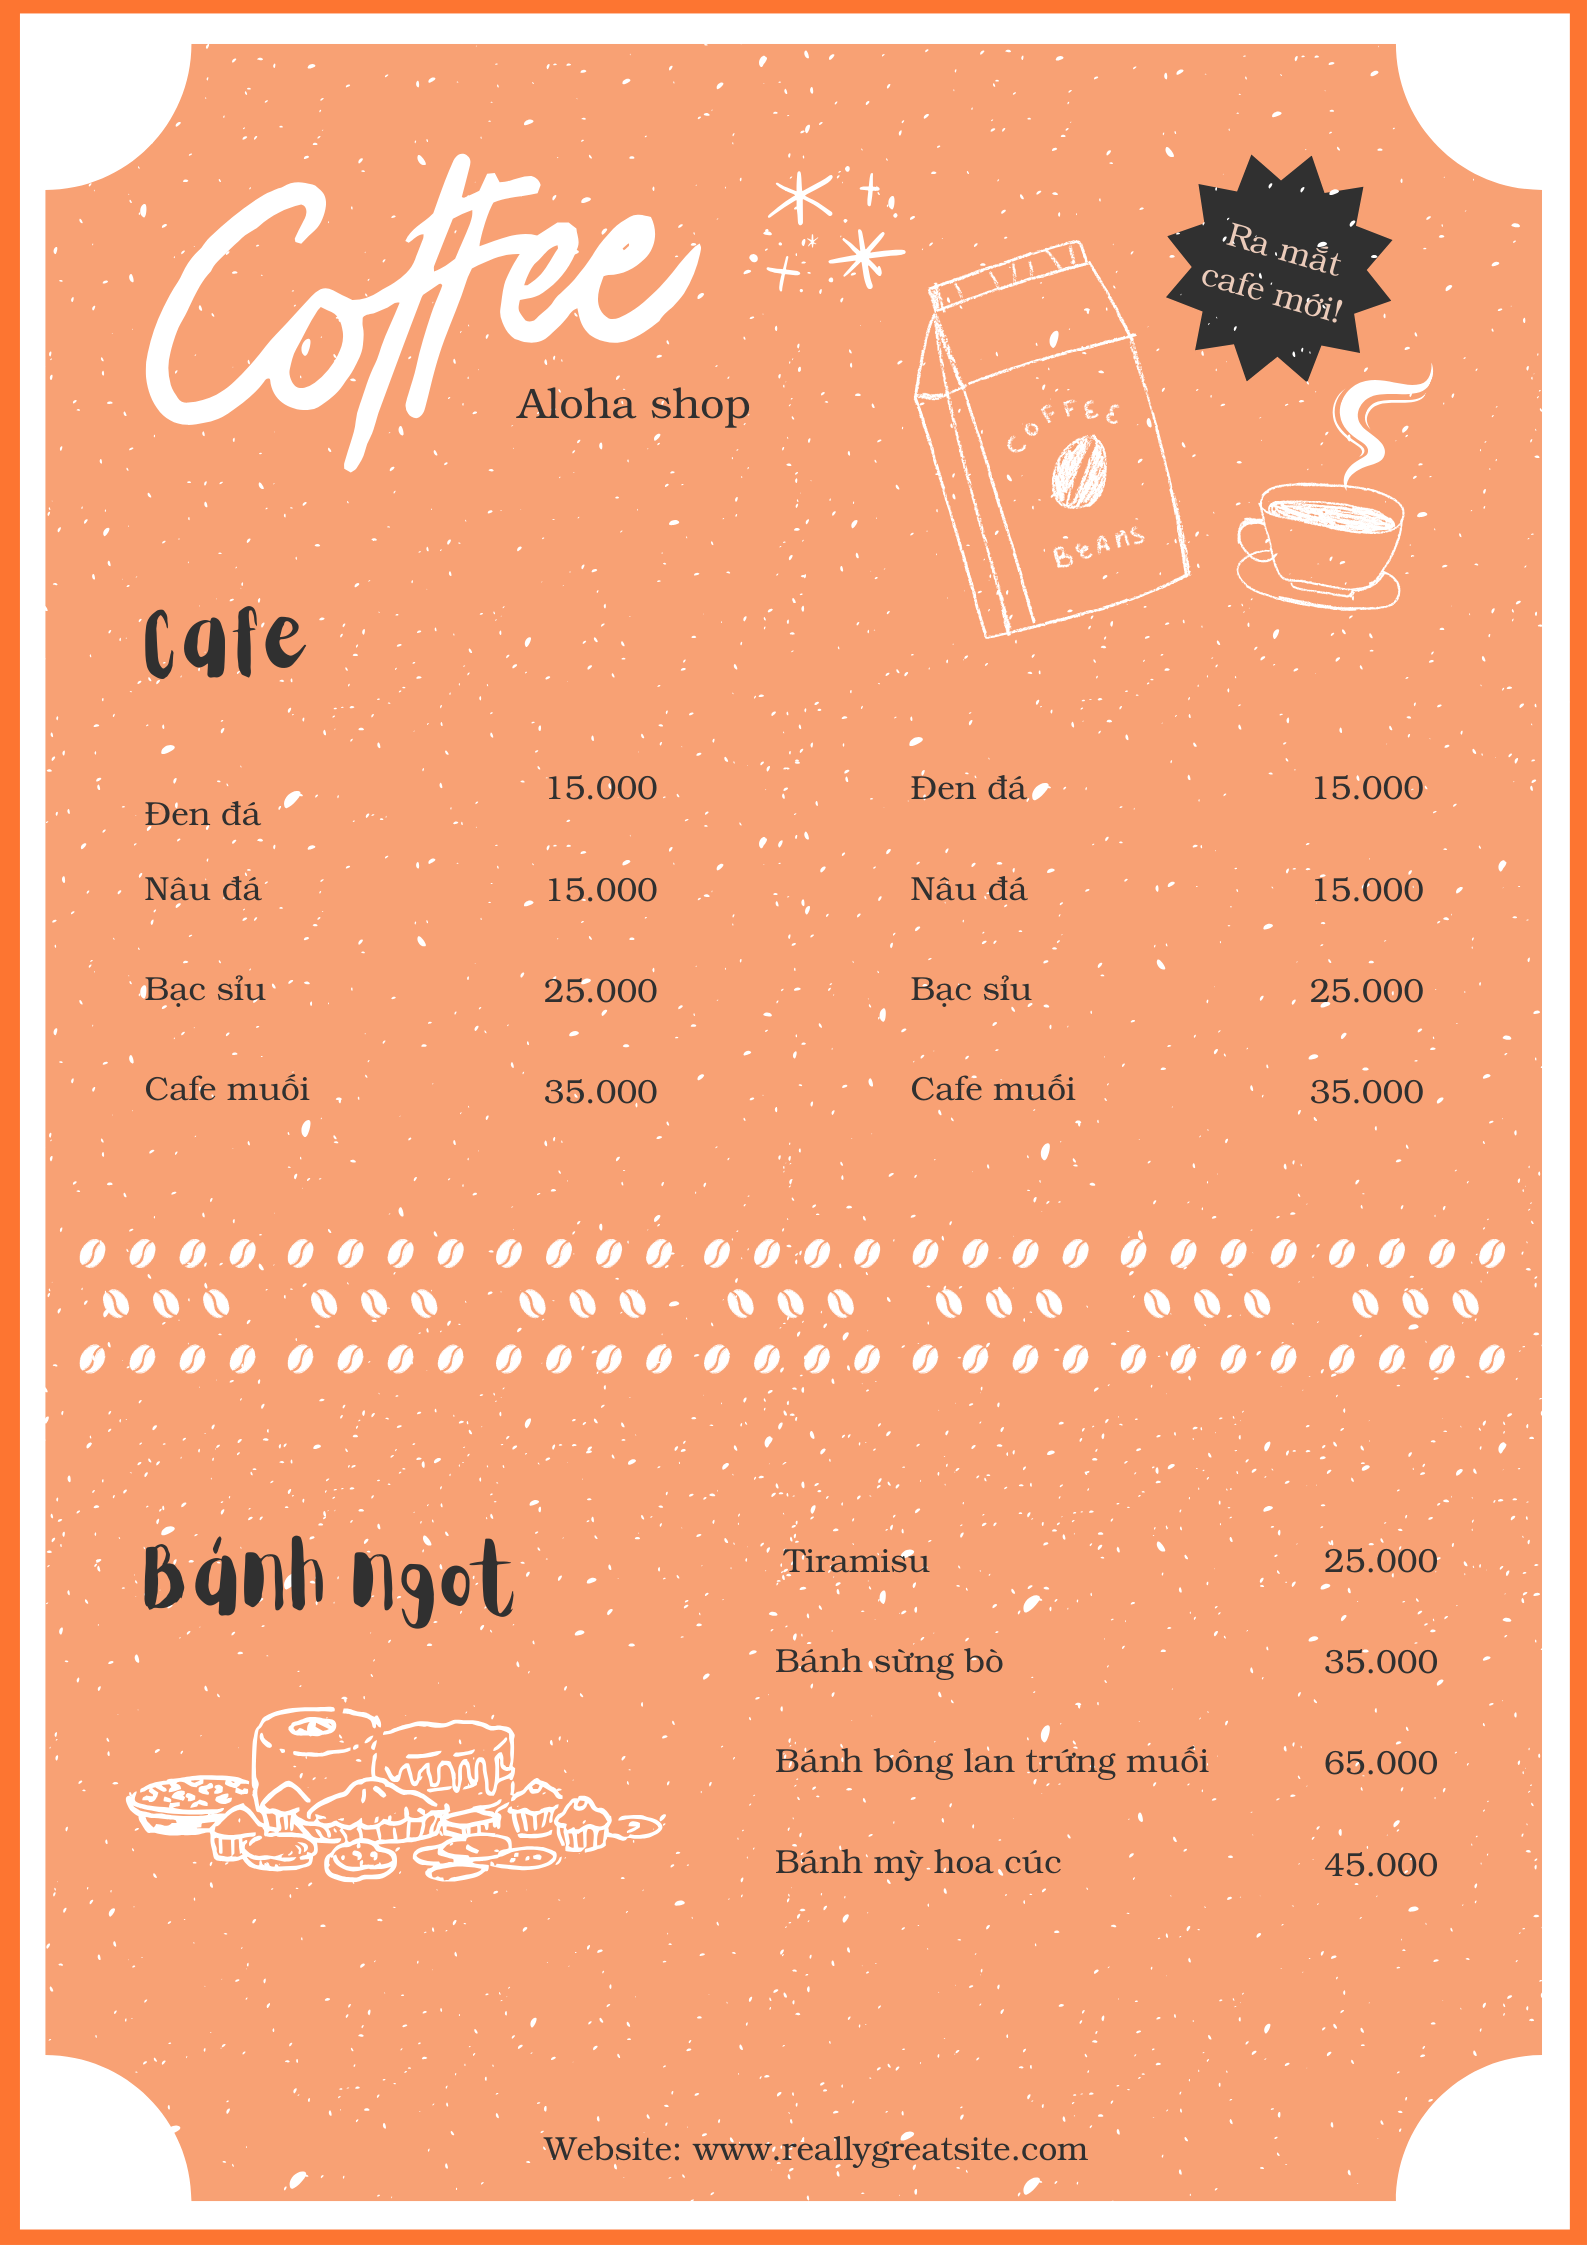 Coffee
Aloha shop
Ra mắt
cafe mới!
COFFEE
BEANS
Cafe
Đen đá 15.000
Nâu đá 15.000
Bạc sỉu 25.000
Cafe muối 35.000
Đen đá 15.000
Nâu đá 15.000
Bạc sỉu 25.000
Cafe muối 35.000
Bánh ngot
Tiramisu 25.000
Bánh sừng bò 35.000
Bánh bông lan trứng muối 65.000
Bánh mỳ hoa cúc 45.000
Website: www.reallygreatsite.com